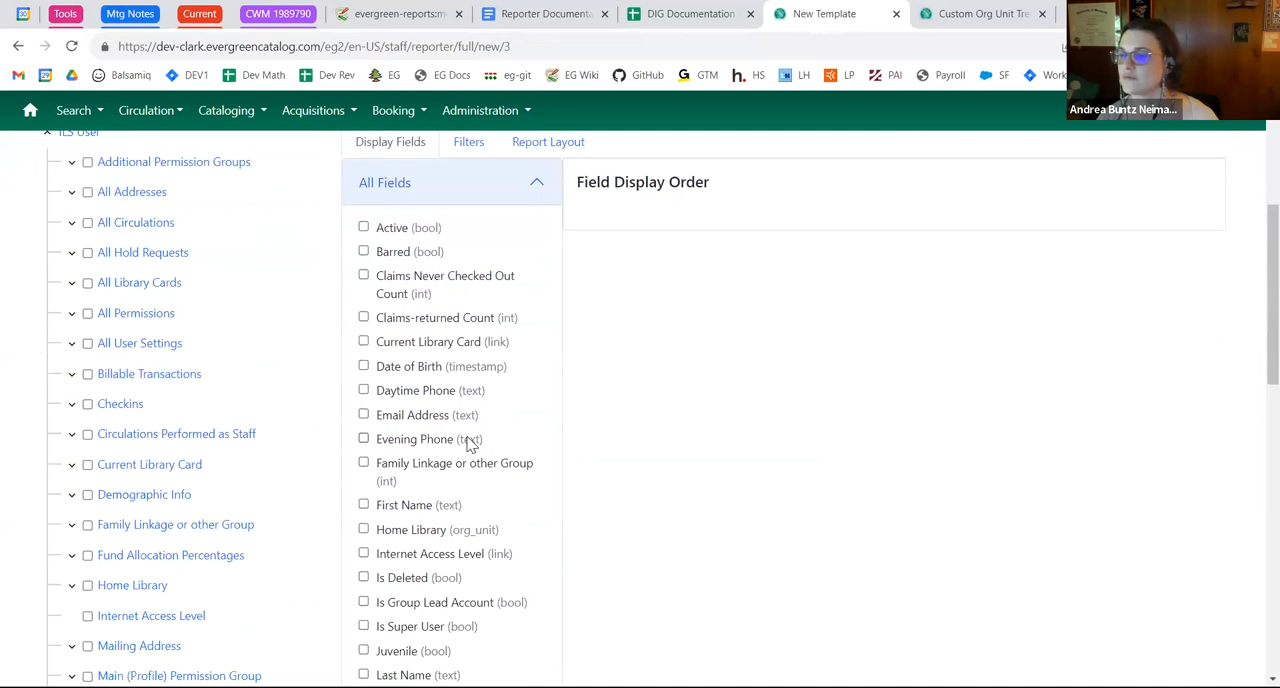 Tools
Mtg Notes
Current
CWM 1989790
evergreen-reports:m
Reporter Documenta
DIG Documentation
New Template
Custom Org Unit Tre
https://dev-clark.evergreencatalog.com/eg2/en-US/staff/reporter/full/new/3
Balsamiq
DEV1
Dev Math
Dev Rev
EG
EG Docs
eg-git
EG Wiki
GitHub
GTM
HS
LH
LP
PAI
Payroll
SF
Work
Andrea Buntz Neima...
Search
Circulation
Cataloging
Acquisitions
Booking
Administration
ILS User
Additional Permission Groups
All Addresses
All Circulations
All Hold Requests
All Library Cards
All Permissions
All User Settings
Billable Transactions
Checkins
Circulations Performed as Staff
Current Library Card
Demographic Info
Family Linkage or other Group
Fund Allocation Percentages
Home Library
Internet Access Level
Mailing Address
Main (Profile) Permission Group
Display Fields
Filters
Report Layout
All Fields
Active (bool)
Barred (bool)
Claims Never Checked Out
Count (int)
Claims-returned Count (int)
Current Library Card (link)
Date of Birth (timestamp)
Daytime Phone (text)
Email Address (text)
Evening Phone (text)
Family Linkage or other Group
(int)
First Name (text)
Home Library (org_unit)
Internet Access Level (link)
Is Deleted (bool)
Is Group Lead Account (bool)
Is Super User (bool)
Juvenile (bool)
Last Name (text)
Field Display Order